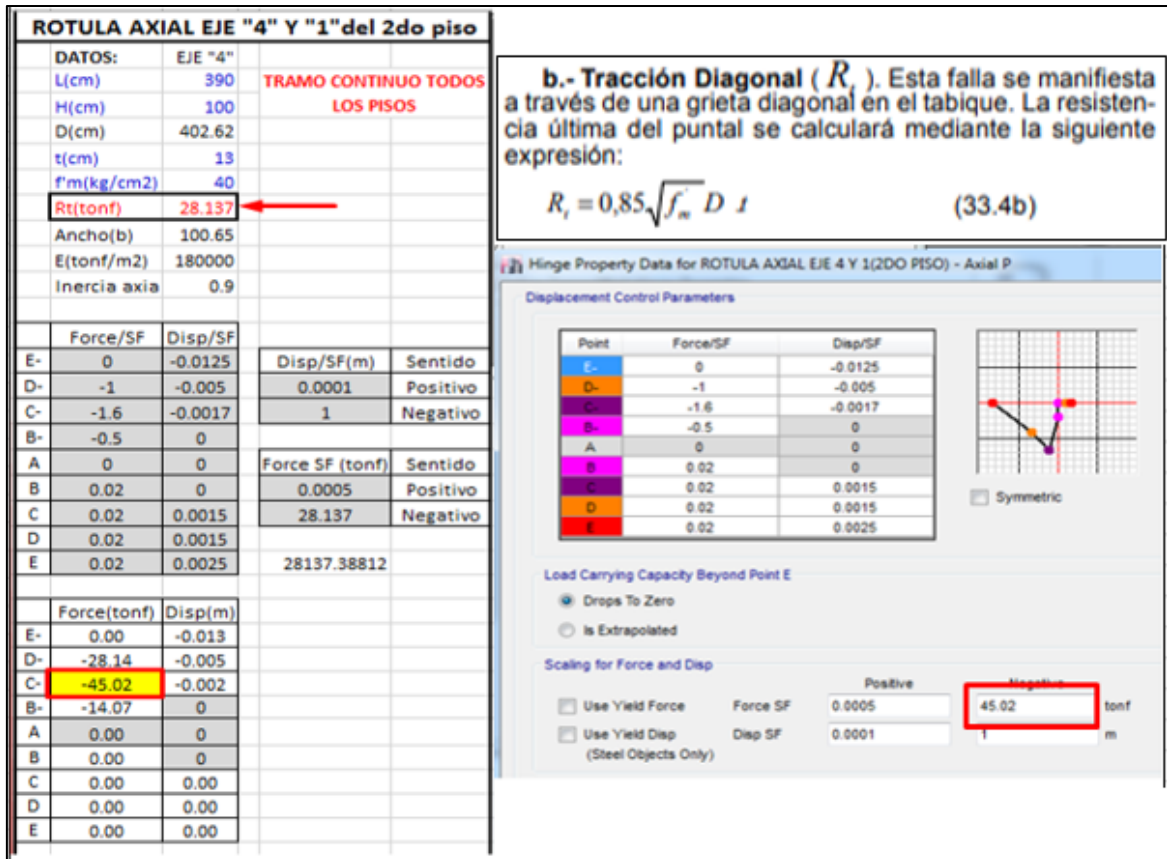 ROTULA AXIAL EJE "4" Y "1"del 2do piso
DATOS: EJE "4"
L(cm) 390 TRAMO CONTINUO TODOS
H(cm) 100 LOS PISOS
D(cm) 402.62
t(cm) 13
f'm(kg/cm2) 40
Rt(tonf) 28.137
Ancho(b) 100.65
E(tonf/m2) 180000
Inercia axia 0.9
Force/SF Disp/SF
E- 0 -0.0125 Disp/SF(m) Sentido
D- -1 -0.005 0.0001 Positivo
C- -1.6 -0.0017 1 Negativo
B- -0.5 0
A 0 0 Force SF (tonf) Sentido
B 0.02 0 0.0005 Positivo
C 0.02 0.0015 28.137 Negativo
D 0.02 0.0015
E 0.02 0.0025 28137.38812
Force(tonf) Disp(m)
E- 0.00 -0.013
D- -28.14 -0.005
C- -45.02 -0.002
B- -14.07 0
A 0.00 0
B 0.00 0
C 0.00 0.00
D 0.00 0.00
E 0.00 0.00
b.- Tracción Diagonal ( R_t ). Esta falla se manifiesta
a través de una grieta diagonal en el tabique. La resisten-
cia última del puntal se calculará mediante la siguiente
expresión:
R_t = 0,85 √f'_m D t (33.4b)
Hinge Property Data for ROTULA AXIAL EJE 4 Y 1(2DO PISO) - Axial P
Displacement Control Parameters
Point Force/SF Disp/SF
E- 0 -0.0125
D- -1 -0.005
C- -1.6 -0.0017
B- -0.5 0
A 0 0
B 0.02 0
C 0.02 0.0015
D 0.02 0.0015
E 0.02 0.0025
Symmetric
Load Carrying Capacity Beyond Point E
Drops To Zero
Is Extrapolated
Scaling for Force and Disp
Positive Negative
Use Yield Force Force SF 0.0005 45.02 tonf
Use Yield Disp Disp SF 0.0001 1 m
(Steel Objects Only)